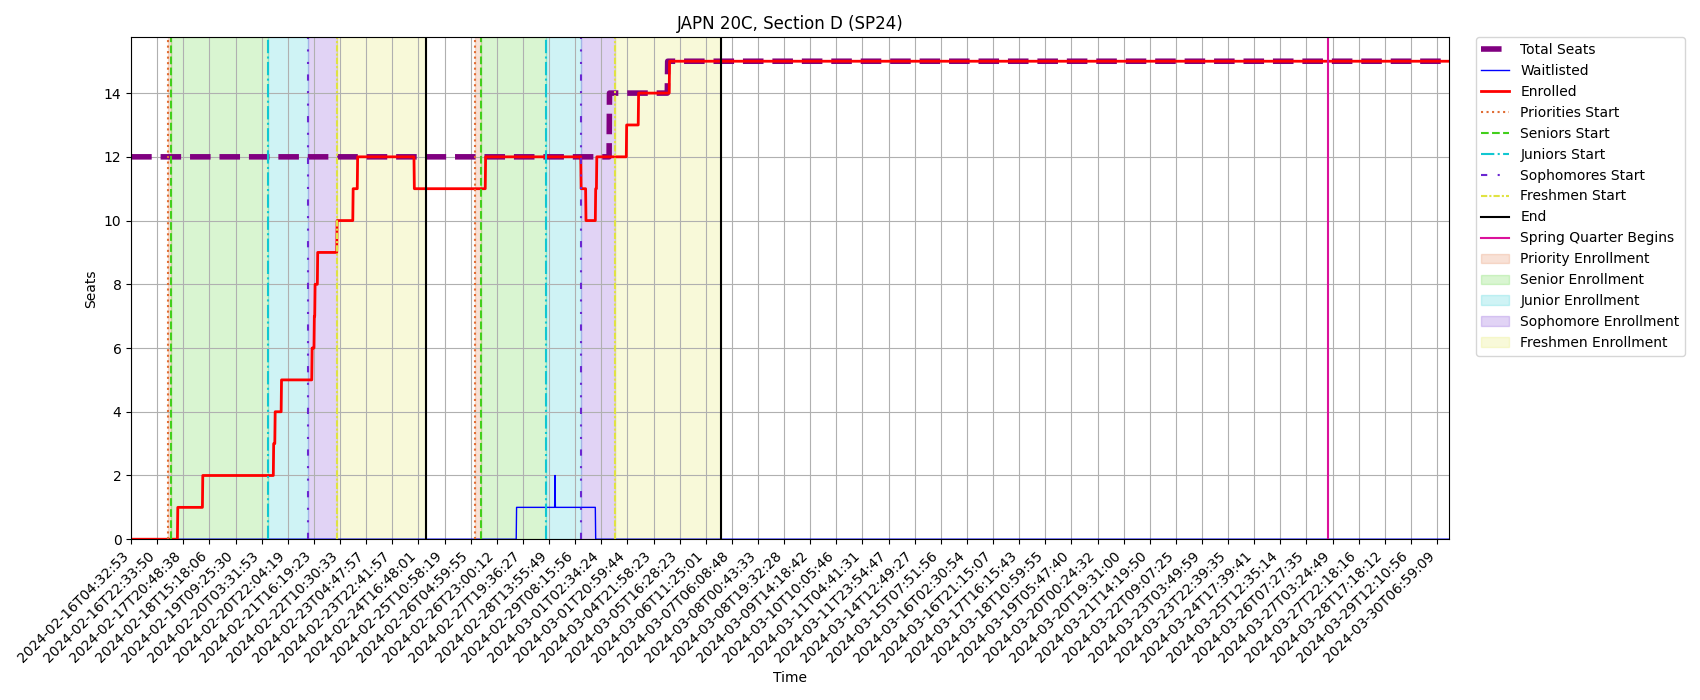 JAPN 20C, Section D (SP24)
Seats
14
12
10
8
6
4
2
0
2024-02-16T04:32:53
2024-02-16T22:33:50
2024-02-17T20:48:38
2024-02-18T15:18:06
2024-02-19T09:25:30
2024-02-20T03:31:53
2024-02-20T22:04:19
2024-02-21T16:19:23
2024-02-22T10:30:33
2024-02-23T04:47:57
2024-02-23T22:41:57
2024-02-24T16:48:01
2024-02-25T10:58:19
2024-02-26T04:59:55
2024-02-26T23:00:12
2024-02-27T19:36:27
2024-02-28T13:55:49
2024-02-29T08:15:56
2024-03-01T02:34:24
2024-03-01T20:59:44
2024-03-04T21:58:23
2024-03-05T16:28:23
2024-03-06T11:25:01
2024-03-07T06:08:48
2024-03-08T00:43:33
2024-03-08T19:32:28
2024-03-09T14:18:42
2024-03-10T10:05:46
2024-03-11T04:41:31
2024-03-11T23:54:47
2024-03-14T12:49:27
2024-03-15T07:51:56
2024-03-16T02:30:54
2024-03-16T21:15:07
2024-03-17T16:15:43
2024-03-18T10:59:55
2024-03-19T05:47:40
2024-03-20T00:24:32
2024-03-20T19:31:00
2024-03-21T14:19:50
2024-03-22T09:07:25
2024-03-23T03:49:59
2024-03-23T22:39:35
2024-03-24T17:39:41
2024-03-25T12:35:14
2024-03-26T07:27:35
2024-03-27T03:24:49
2024-03-27T22:18:16
2024-03-28T17:18:12
2024-03-29T12:10:56
2024-03-30T06:59:09
Time
Total Seats
Waitlisted
Enrolled
Priorities Start
Seniors Start
Juniors Start
Sophomores Start
Freshmen Start
End
Spring Quarter Begins
Priority Enrollment
Senior Enrollment
Junior Enrollment
Sophomore Enrollment
Freshmen Enrollment